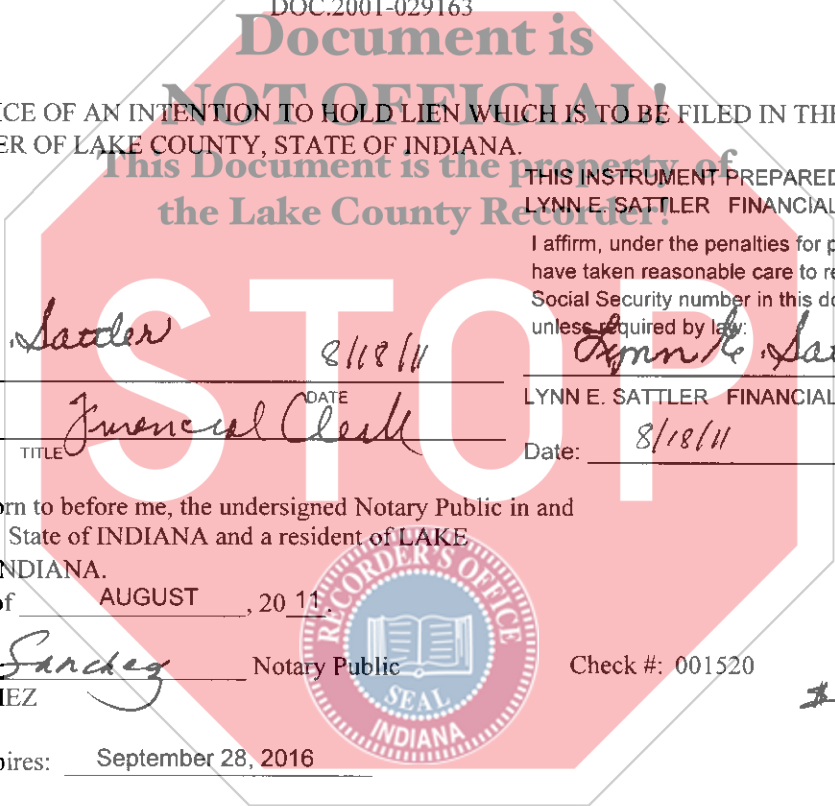 DOC.2001-029163
Document is
NOT OFFICIAL!
ICE OF AN INTENTION TO HOLD LIEN WHICH IS TO BE FILED IN THE
ER OF LAKE COUNTY, STATE OF INDIANA.
This Document is the property of
the Lake County Recorder!
THIS INSTRUMENT PREPARED
LYNN E. SATTLER FINANCIAL
I affirm, under the penalties for p
have taken reasonable care to re
Social Security number in this do
unless required by law:
STOP
. Sattler 8/18/11
DATE
Lynn E. Sat
LYNN E. SATTLER FINANCIAL
Financial Clerk
TITLE
Date: 8/18/11
rn to before me, the undersigned Notary Public in and
State of INDIANA and a resident of LAKE
NDIANA.
of AUGUST, 20 11.
Sanchez Notary Public
Check #: 001520
EZ
pires: September 28, 2016
RECORDER'S OFFICE
SEAL
INDIANA